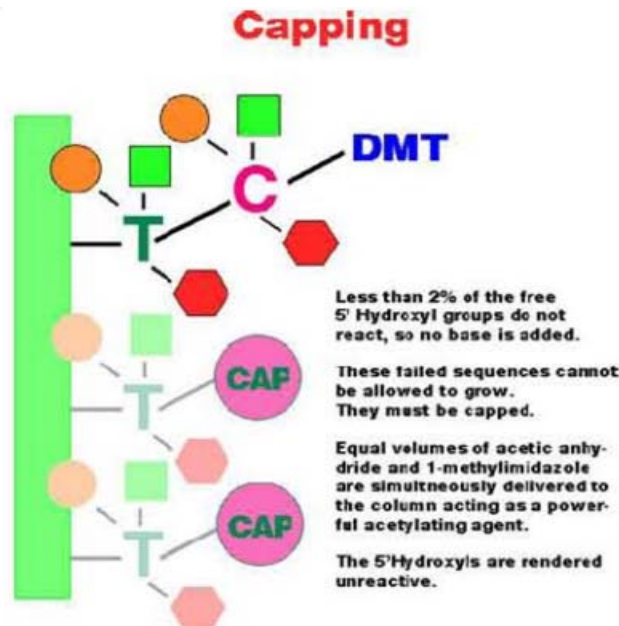 Capping
DMT
C
T
Less than 2% of the free
5' Hydroxyl groups do not
react, so no base is added.
CAP
T
These failed sequences cannot
be allowed to grow.
They must be capped.
Equal volumes of acetic anhy-
dride and 1-methylimidazole
are simultneously delivered to
the column acting as a power-
ful acetylating agent.
CAP
T
The 5'Hydroxyls are rendered
unreactive.